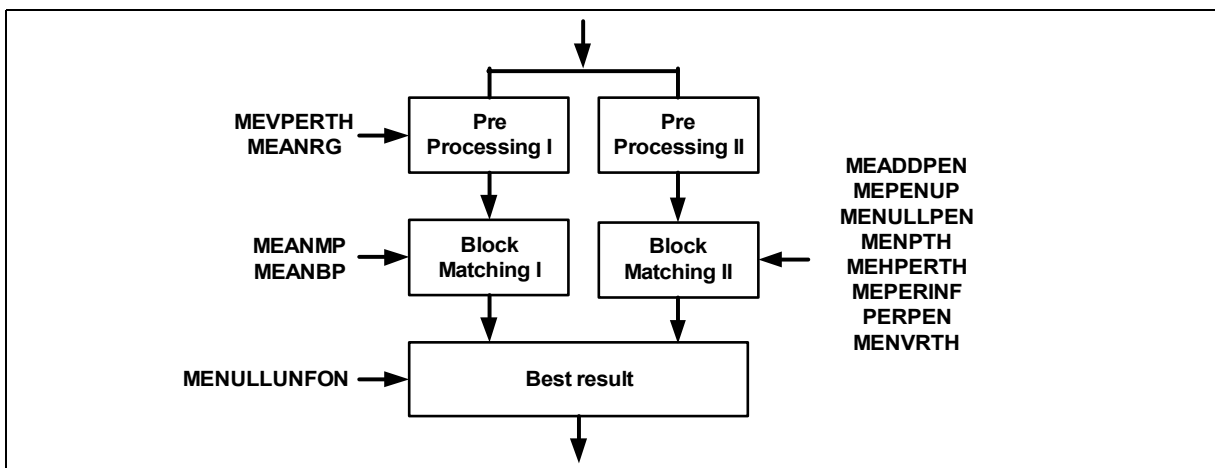 MEVPERTH
MEANRG
Pre
Processing I
Pre
Processing II
MEANMP
MEANBP
Block
Matching I
Block
Matching II
MEADDPEN
MEPENUP
MENULLPEN
MENPTH
MEHPERTH
MEPERINF
PERPEN
MENVRTH
MENULLUNFON
Best result